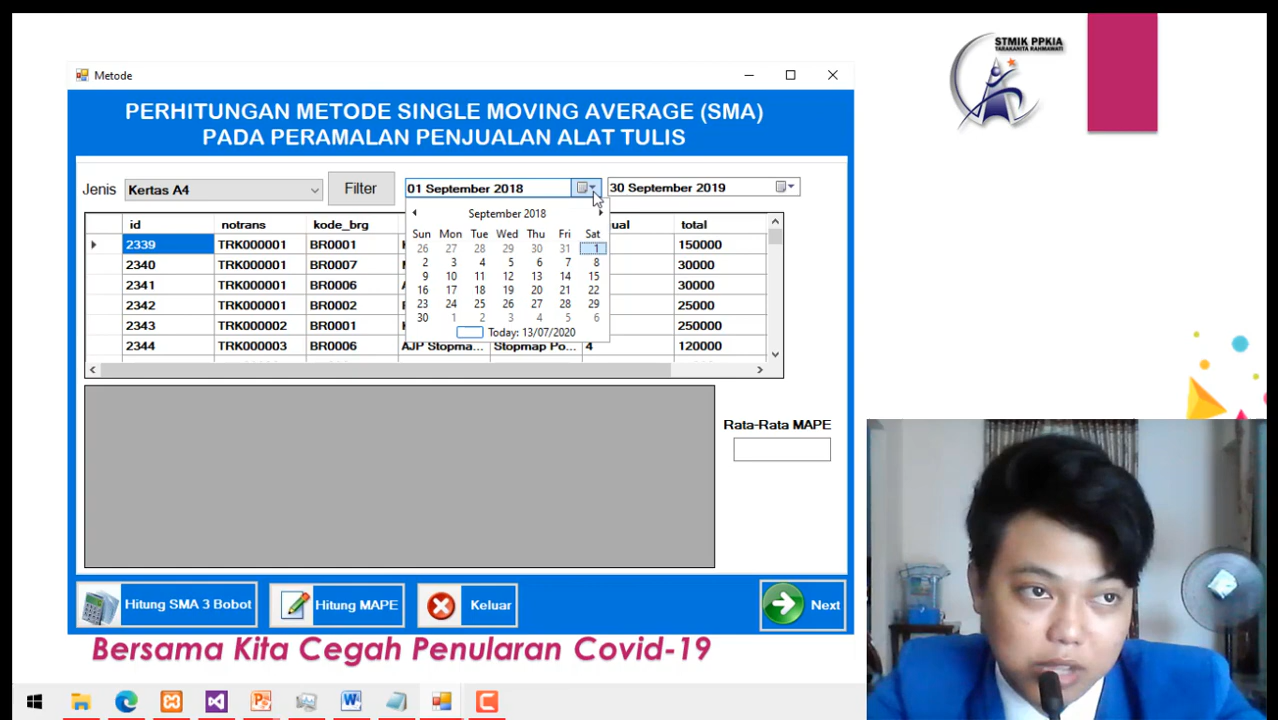 STMIK PPKIA
TARAKANITA RAHMAWATI
Metode
PERHITUNGAN METODE SINGLE MOVING AVERAGE (SMA)
PADA PERAMALAN PENJUALAN ALAT TULIS
Jenis Kertas A4 Filter 01 September 2018 30 September 2019
September 2018
id notrans kode_brg ual total
Sun Mon Tue Wed Thu Fri Sat
2339 TRK000001 BR0001 26 27 28 29 30 31 1 150000
2340 TRK000001 BR0007 2 3 4 5 6 7 8 30000
2341 TRK000001 BR0006 9 10 11 12 13 14 15 30000
16 17 18 19 20 21 22
2342 TRK000001 BR0002 23 24 25 26 27 28 29 25000
2343 TRK000002 BR0001 30 1 2 3 4 5 6 250000
Today: 13/07/2020
2344 TRK000003 BR0006 AJP Stopma... Stopmap Po... 4 120000
Rata-Rata MAPE
Hitung SMA 3 Bobot Hitung MAPE Keluar Next
Bersama Kita Cegah Penularan Covid-19